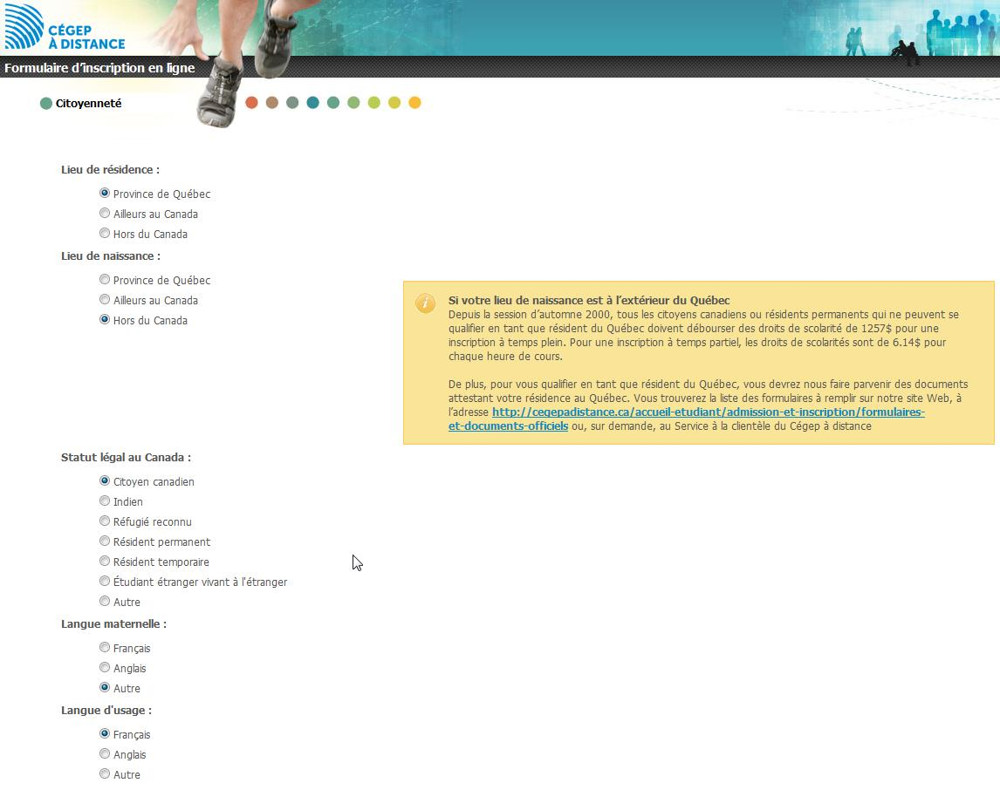 CÉGEP
À DISTANCE
Formulaire d’inscription en ligne
Citoyenneté
Lieu de résidence :
Province de Québec
Ailleurs au Canada
Hors du Canada
Lieu de naissance :
Province de Québec
Ailleurs au Canada
Hors du Canada
Si votre lieu de naissance est à l’extérieur du Québec
Depuis la session d’automne 2000, tous les citoyens canadiens ou résidents permanents qui ne peuvent se
qualifier en tant que résident du Québec doivent débourser des droits de scolarité de 1257$ pour une
inscription à temps plein. Pour une inscription à temps partiel, les droits de scolarités sont de 6.14$ pour
chaque heure de cours.
De plus, pour vous qualifier en tant que résident du Québec, vous devrez nous faire parvenir des documents
attestant votre résidence au Québec. Vous trouverez la liste des formulaires à remplir sur notre site Web, à
l’adresse http://cegepadistance.ca/accueil-etudiant/admission-et-inscription/formulaires-
et-documents-officiels ou, sur demande, au Service à la clientèle du Cégep à distance
Statut légal au Canada :
Citoyen canadien
Indien
Réfugié reconnu
Résident permanent
Résident temporaire
Étudiant étranger vivant à l'étranger
Autre
Langue maternelle :
Français
Anglais
Autre
Langue d'usage :
Français
Anglais
Autre